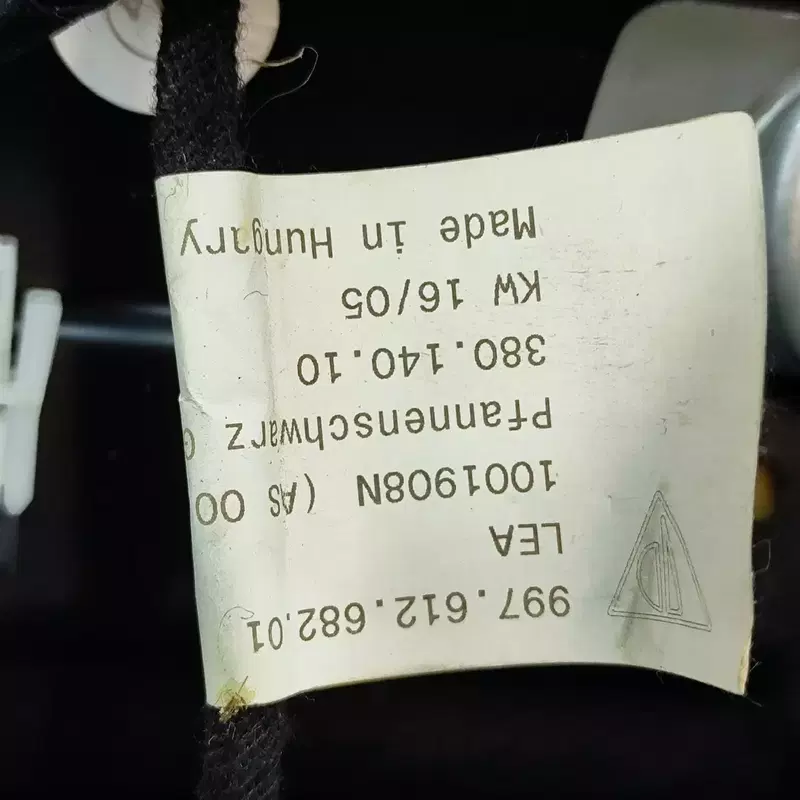 997.612.682.01
LEA
1001908N (AS 00
Pfannenschwarz
380.140.10
KW 16/05
Made in Hungary